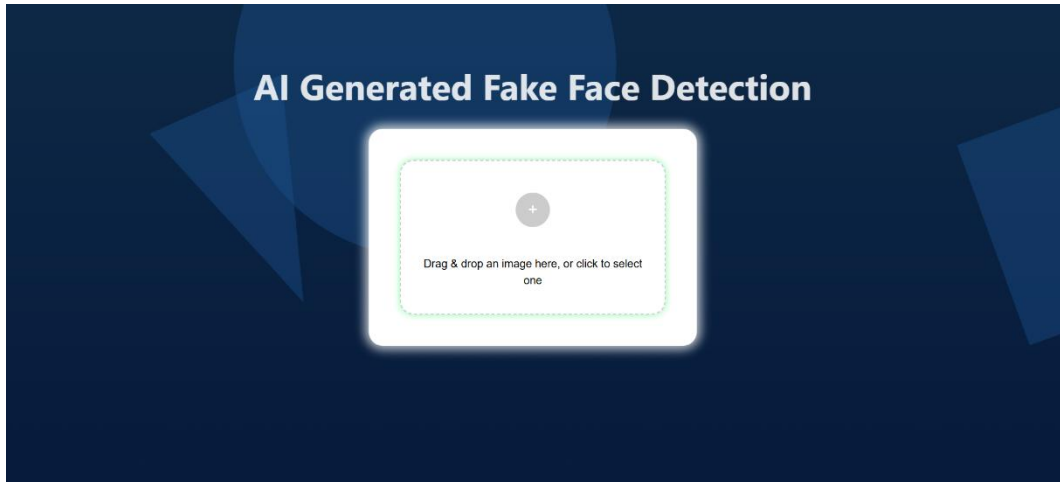 AI Generated Fake Face Detection
+
Drag & drop an image here, or click to select
one